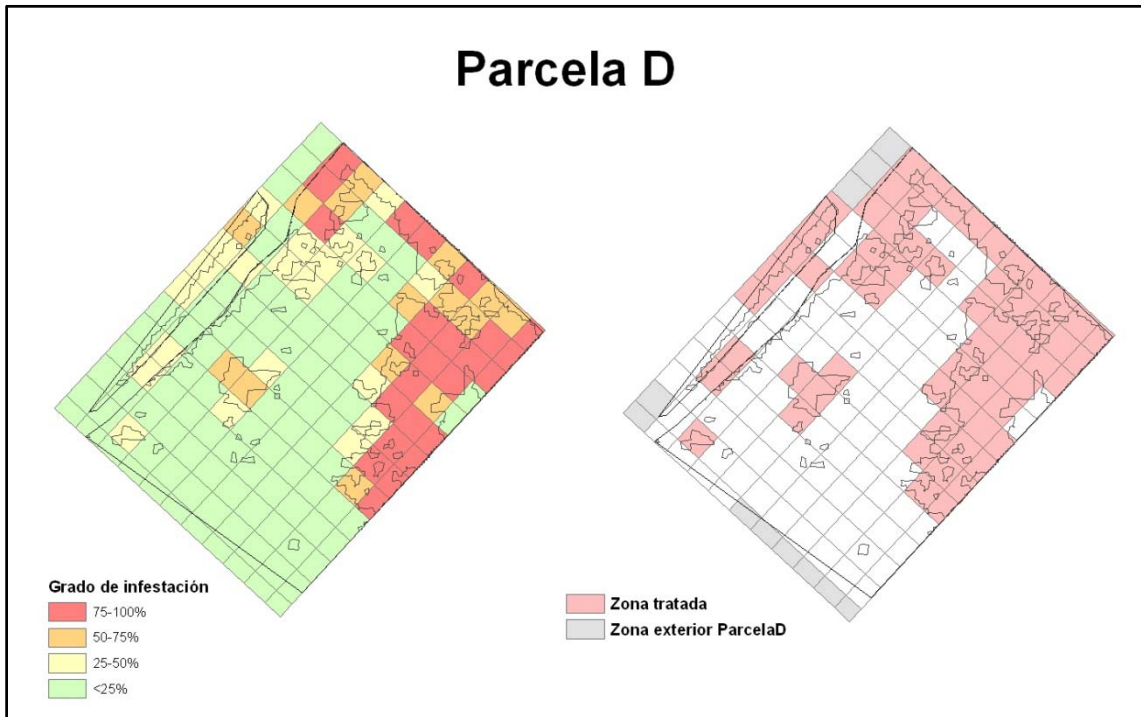 Parcela D
Grado de infestación
75-100%
50-75%
25-50%
<25%
Zona tratada
Zona exterior ParcelaD